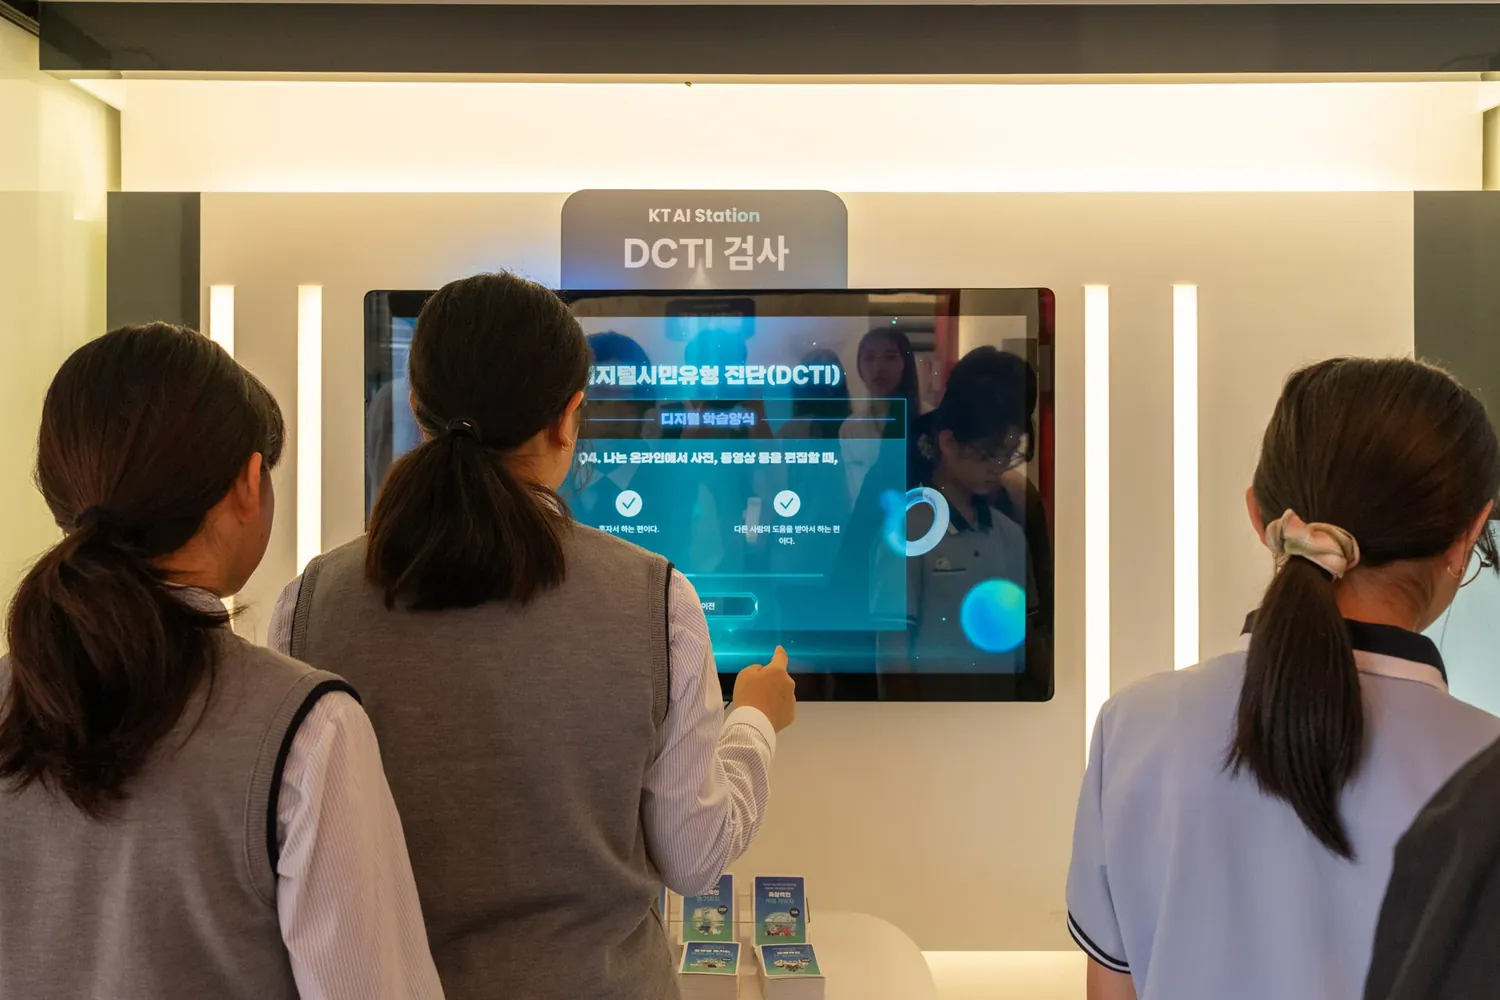 KT AI Station
DCTI 검사
디지털시민유형 진단(DCTI)
디지털 학습양식
Q4. 나는 온라인에서 사진, 동영상 등을 편집할 때,
혼자서 하는 편이다.
다른 사람의 도움을 받아서 하는 편
이다.
이전